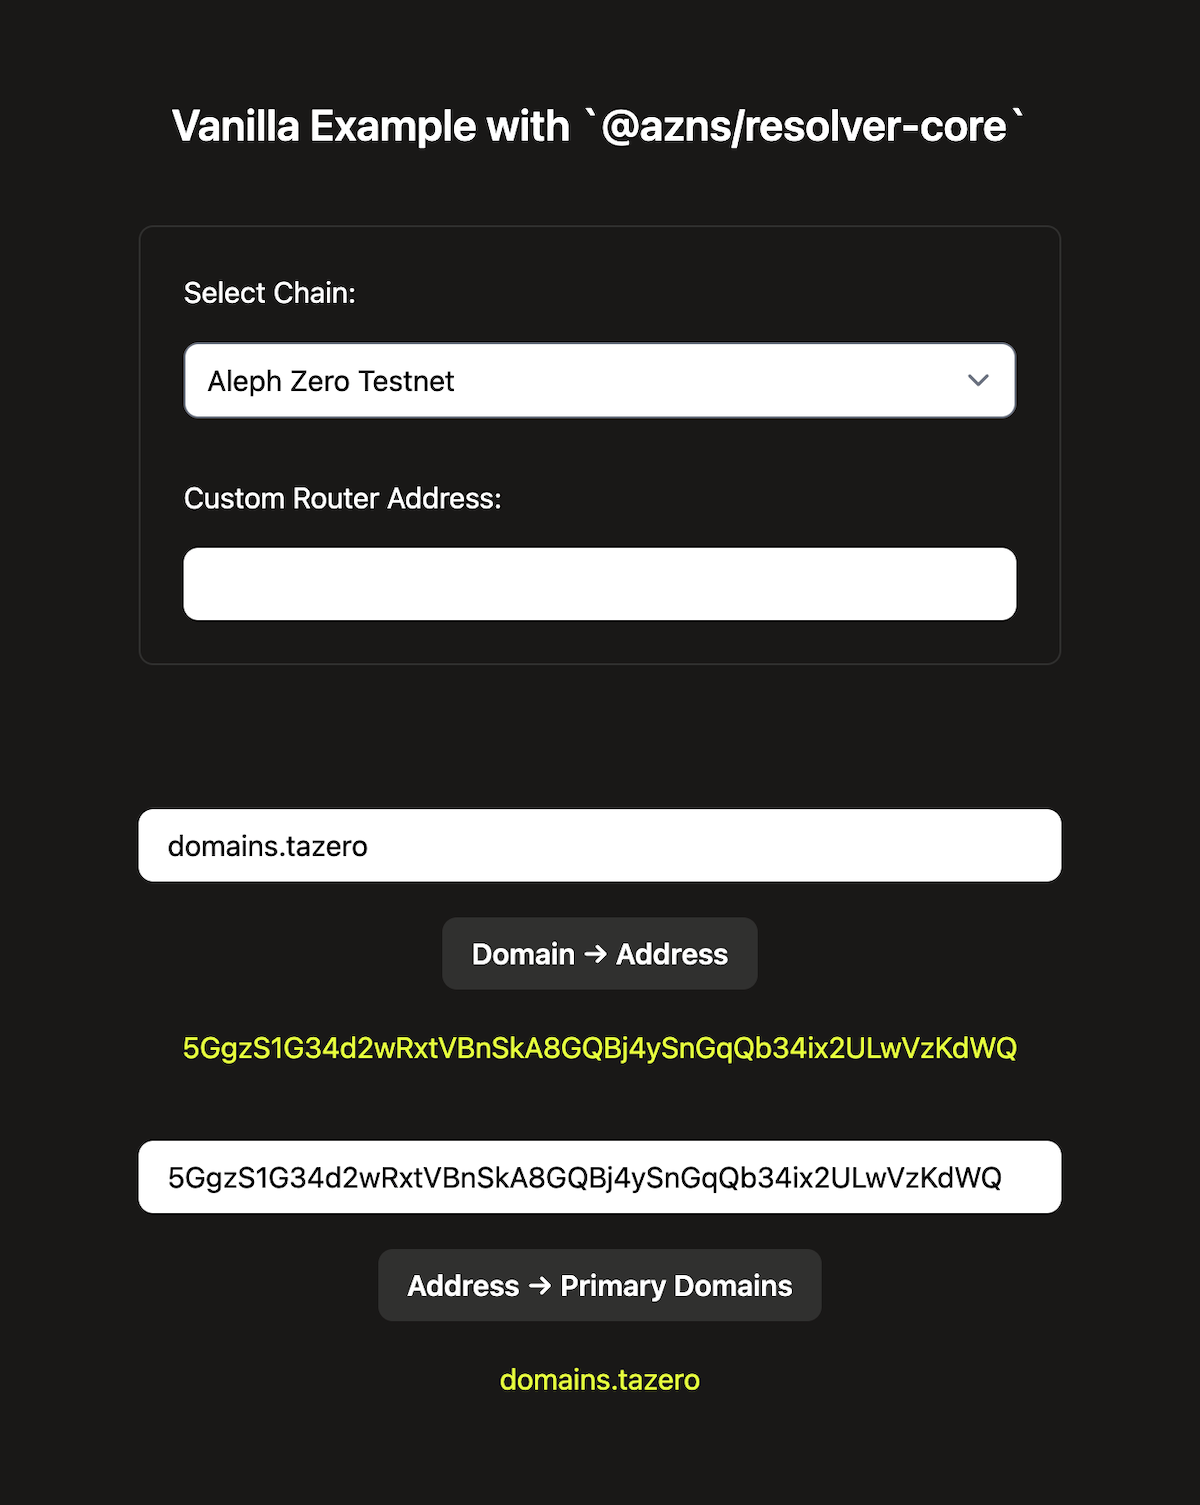 Vanilla Example with `@azns/resolver-core`
Select Chain:
Aleph Zero Testnet
Custom Router Address:
domains.tazero
Domain → Address
5GgzS1G34d2wRxtVBnSkA8GQBj4ySnGqQb34ix2ULwVzKdWQ
5GgzS1G34d2wRxtVBnSkA8GQBj4ySnGqQb34ix2ULwVzKdWQ
Address → Primary Domains
domains.tazero